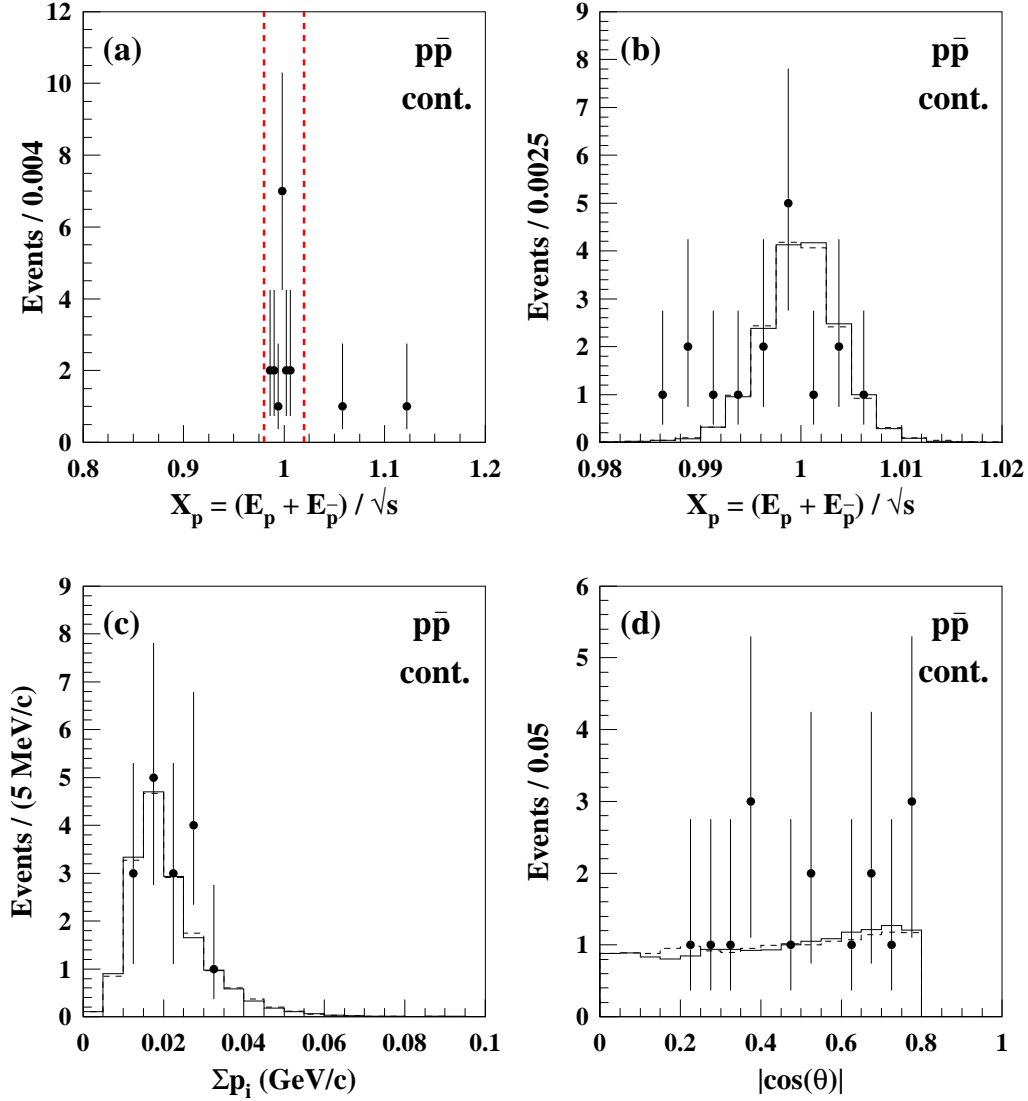 (a)
pp̄
cont.
Events / 0.004
0
2
4
6
8
10
12
0.8
0.9
1
1.1
1.2
X_p = (E_p + E_p̄) / √s
(b)
pp̄
cont.
Events / 0.0025
0
1
2
3
4
5
6
7
8
9
0.98
0.99
1
1.01
1.02
X_p = (E_p + E_p̄) / √s
(c)
pp̄
cont.
Events / (5 MeV/c)
0
1
2
3
4
5
6
7
8
9
0
0.02
0.04
0.06
0.08
0.1
Σp_i (GeV/c)
(d)
pp̄
cont.
Events / 0.05
0
1
2
3
4
5
6
0
0.2
0.4
0.6
0.8
1
|cos(θ)|